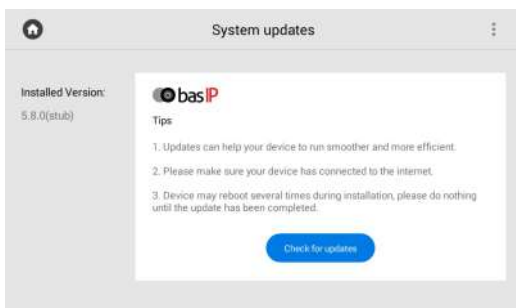 System updates
Installed Version:
5.8.0(stub)
basIP
Tips
1. Updates can help your device to run smoother and more efficient.
2. Please make sure your device has connected to the internet.
3. Device may reboot several times during installation, please do nothing
until the update has been completed.
Check for updates